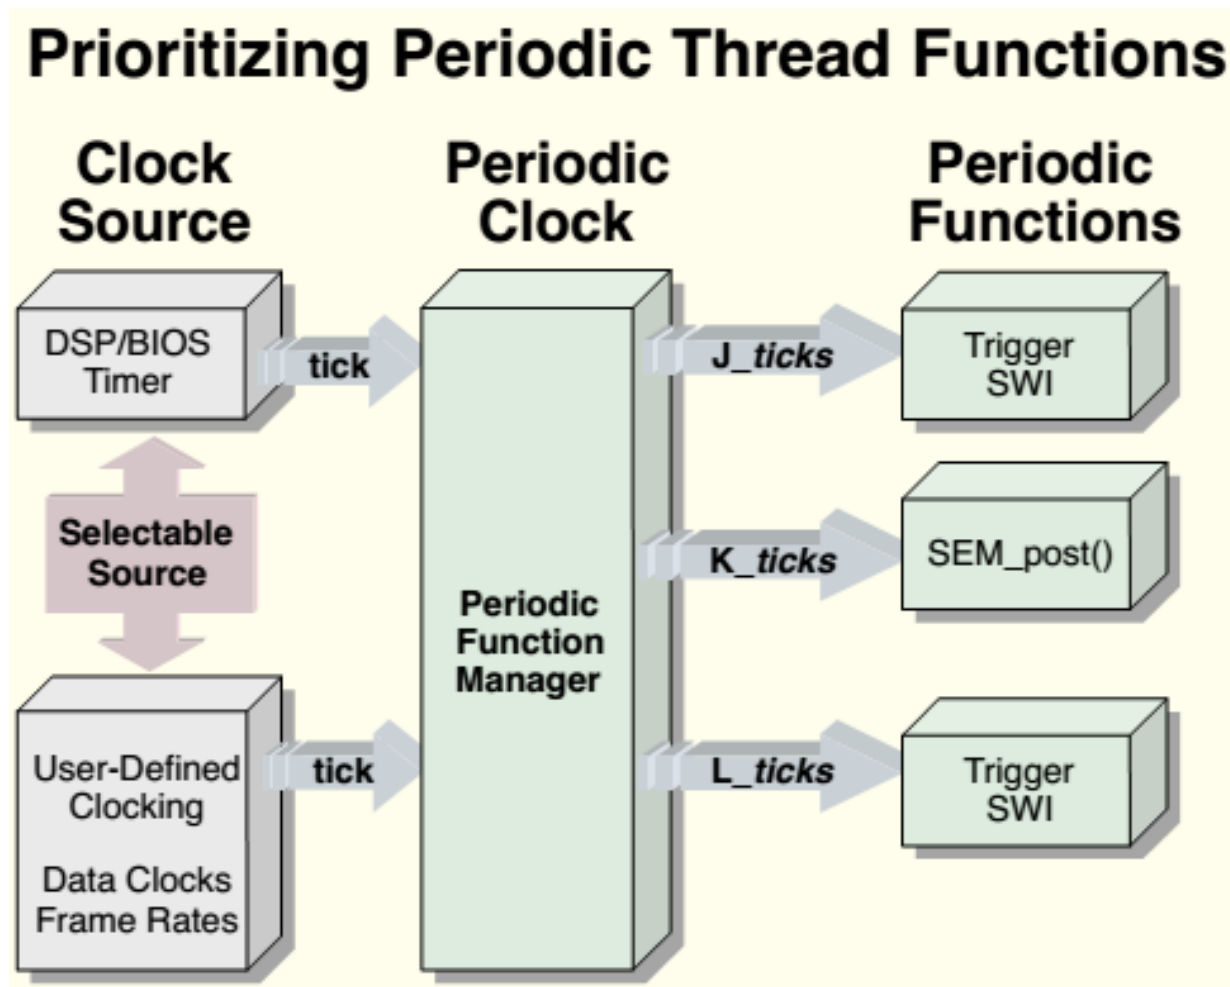 Prioritizing Periodic Thread Functions
Clock
Source
Periodic
Clock
Periodic
Functions
DSP/BIOS
Timer
tick
Selectable
Source
User-Defined
Clocking
Data Clocks
Frame Rates
tick
Periodic
Function
Manager
J_ticks
Trigger
SWI
K_ticks
SEM_post()
L_ticks
Trigger
SWI